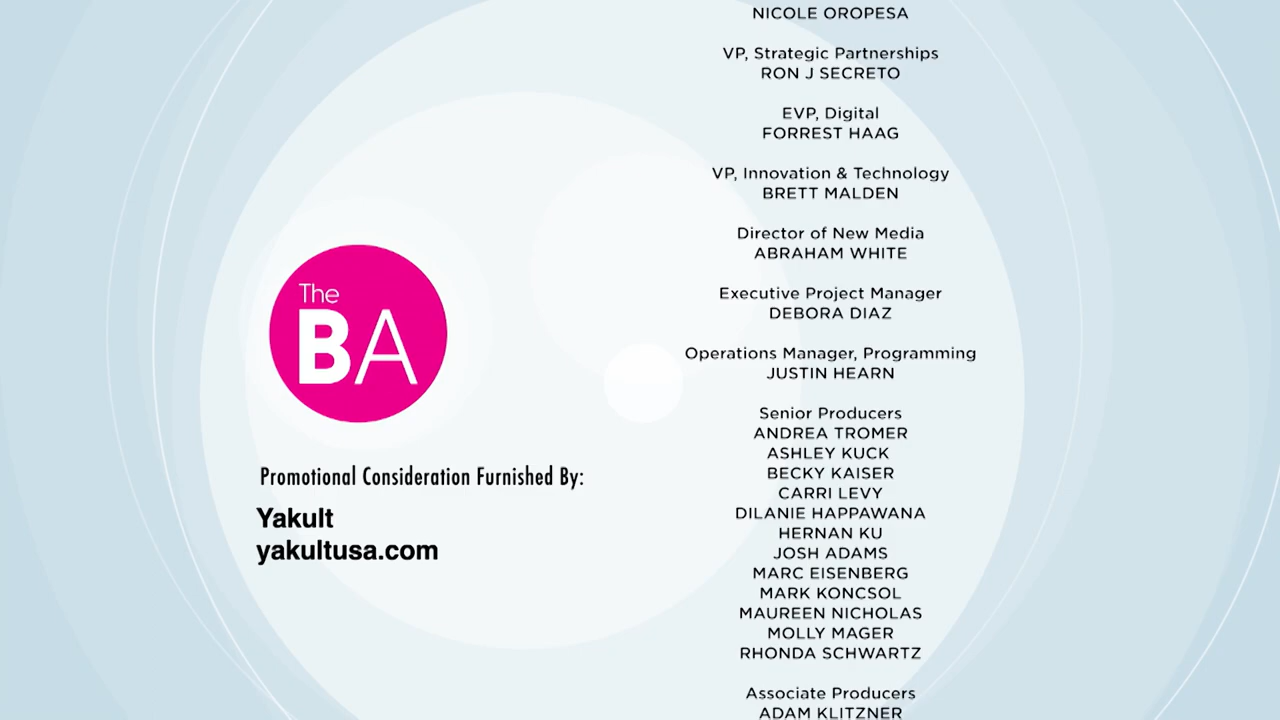 The
BA
Promotional Consideration Furnished By:
Yakult
yakultusa.com
NICOLE OROPESA
VP, Strategic Partnerships
RON J SECRETO
EVP, Digital
FORREST HAAG
VP, Innovation & Technology
BRETT MALDEN
Director of New Media
ABRAHAM WHITE
Executive Project Manager
DEBORA DIAZ
Operations Manager, Programming
JUSTIN HEARN
Senior Producers
ANDREA TROMER
ASHLEY KUCK
BECKY KAISER
CARRI LEVY
DILANIE HAPPAWANA
HERNAN KU
JOSH ADAMS
MARC EISENBERG
MARK KONCSOL
MAUREEN NICHOLAS
MOLLY MAGER
RHONDA SCHWARTZ
Associate Producers
ADAM KLITZNER